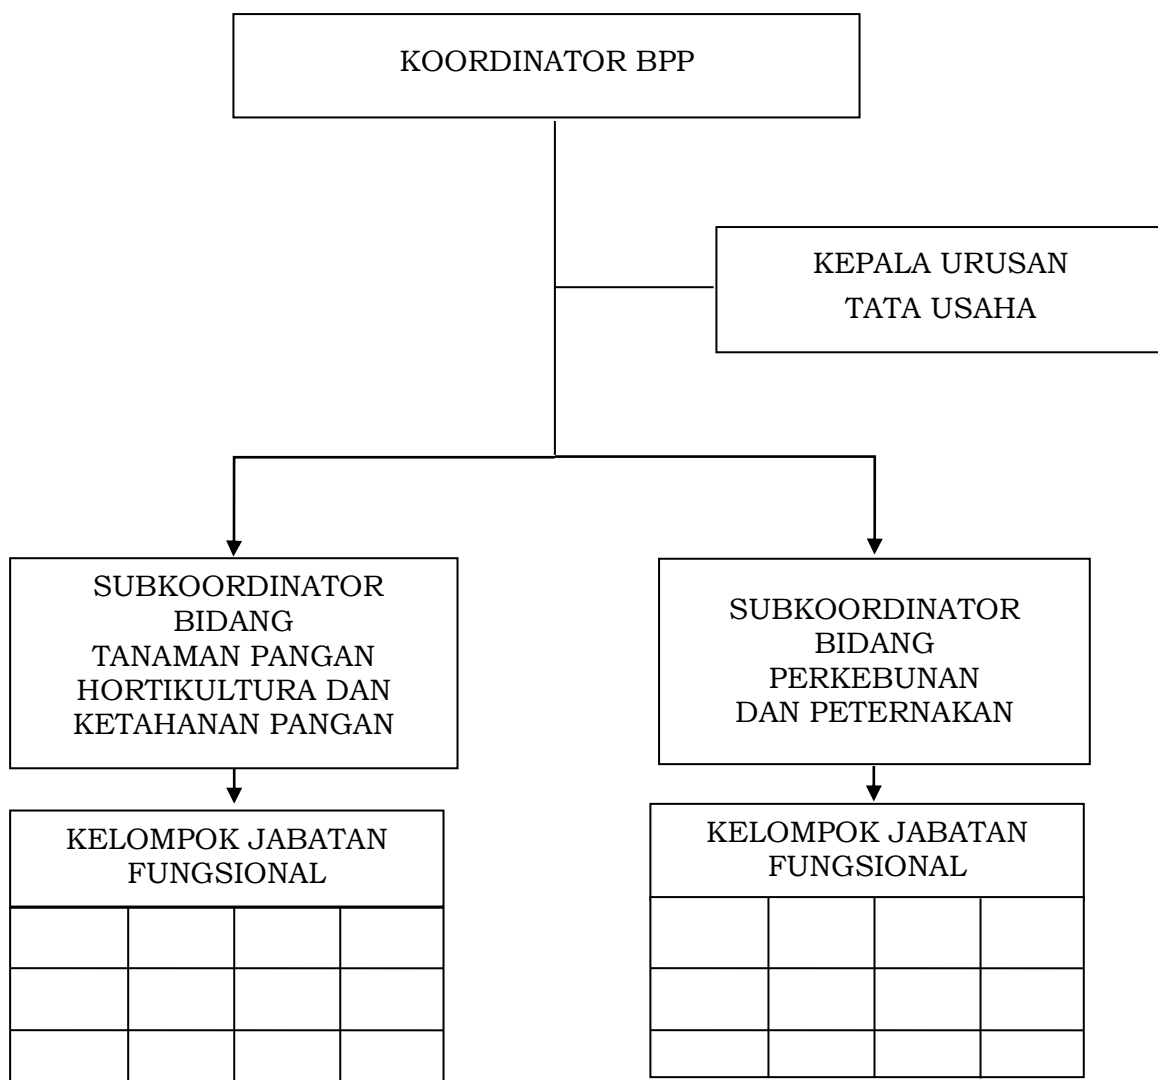 KOORDINATOR BPP
KEPALA URUSAN
TATA USAHA
SUBKOORDINATOR
BIDANG
TANAMAN PANGAN
HORTIKULTURA DAN
KETAHANAN PANGAN
SUBKOORDINATOR
BIDANG
PERKEBUNAN
DAN PETERNAKAN
KELOMPOK JABATAN
FUNGSIONAL
KELOMPOK JABATAN
FUNGSIONAL